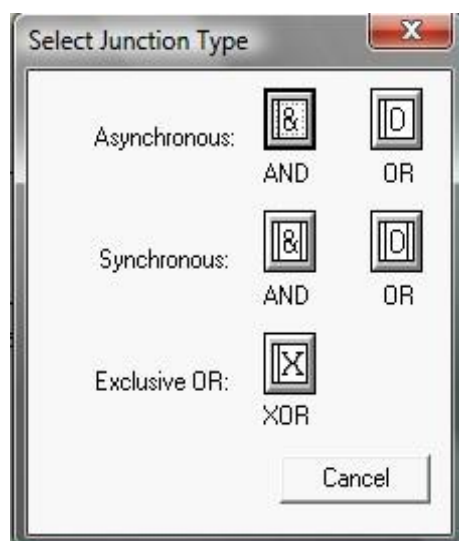 Select Junction Type
X
Asynchronous:
&
O
AND
OR
Synchronous:
&
O
AND
OR
Exclusive OR:
X
XOR
Cancel